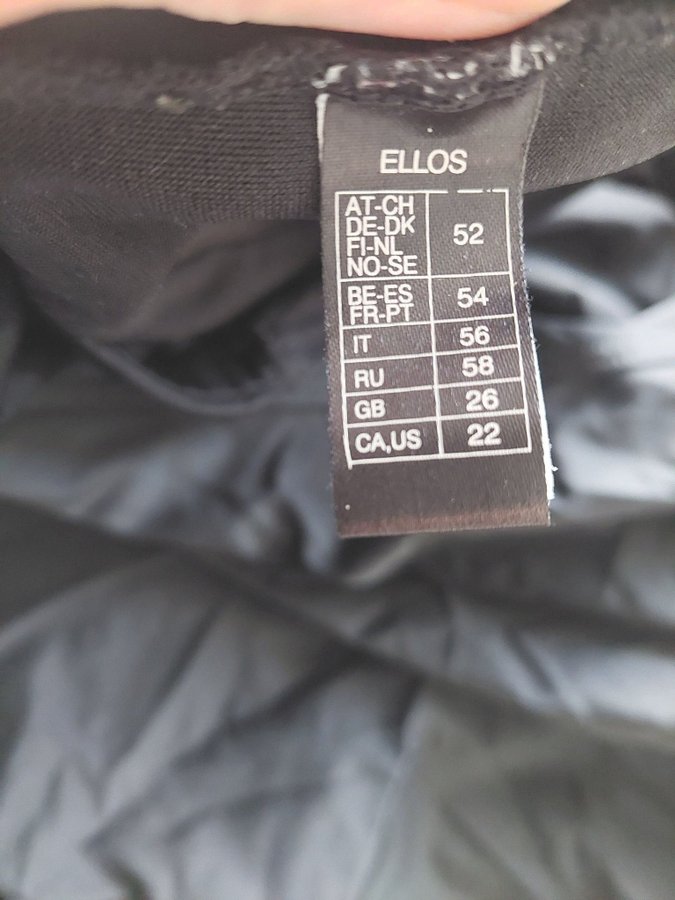 ELLOS
AT-CH
DE-DK
FI-NL
NO-SE
52
BE-ES
FR-PT
54
IT 56
RU 58
GB 26
CA,US 22